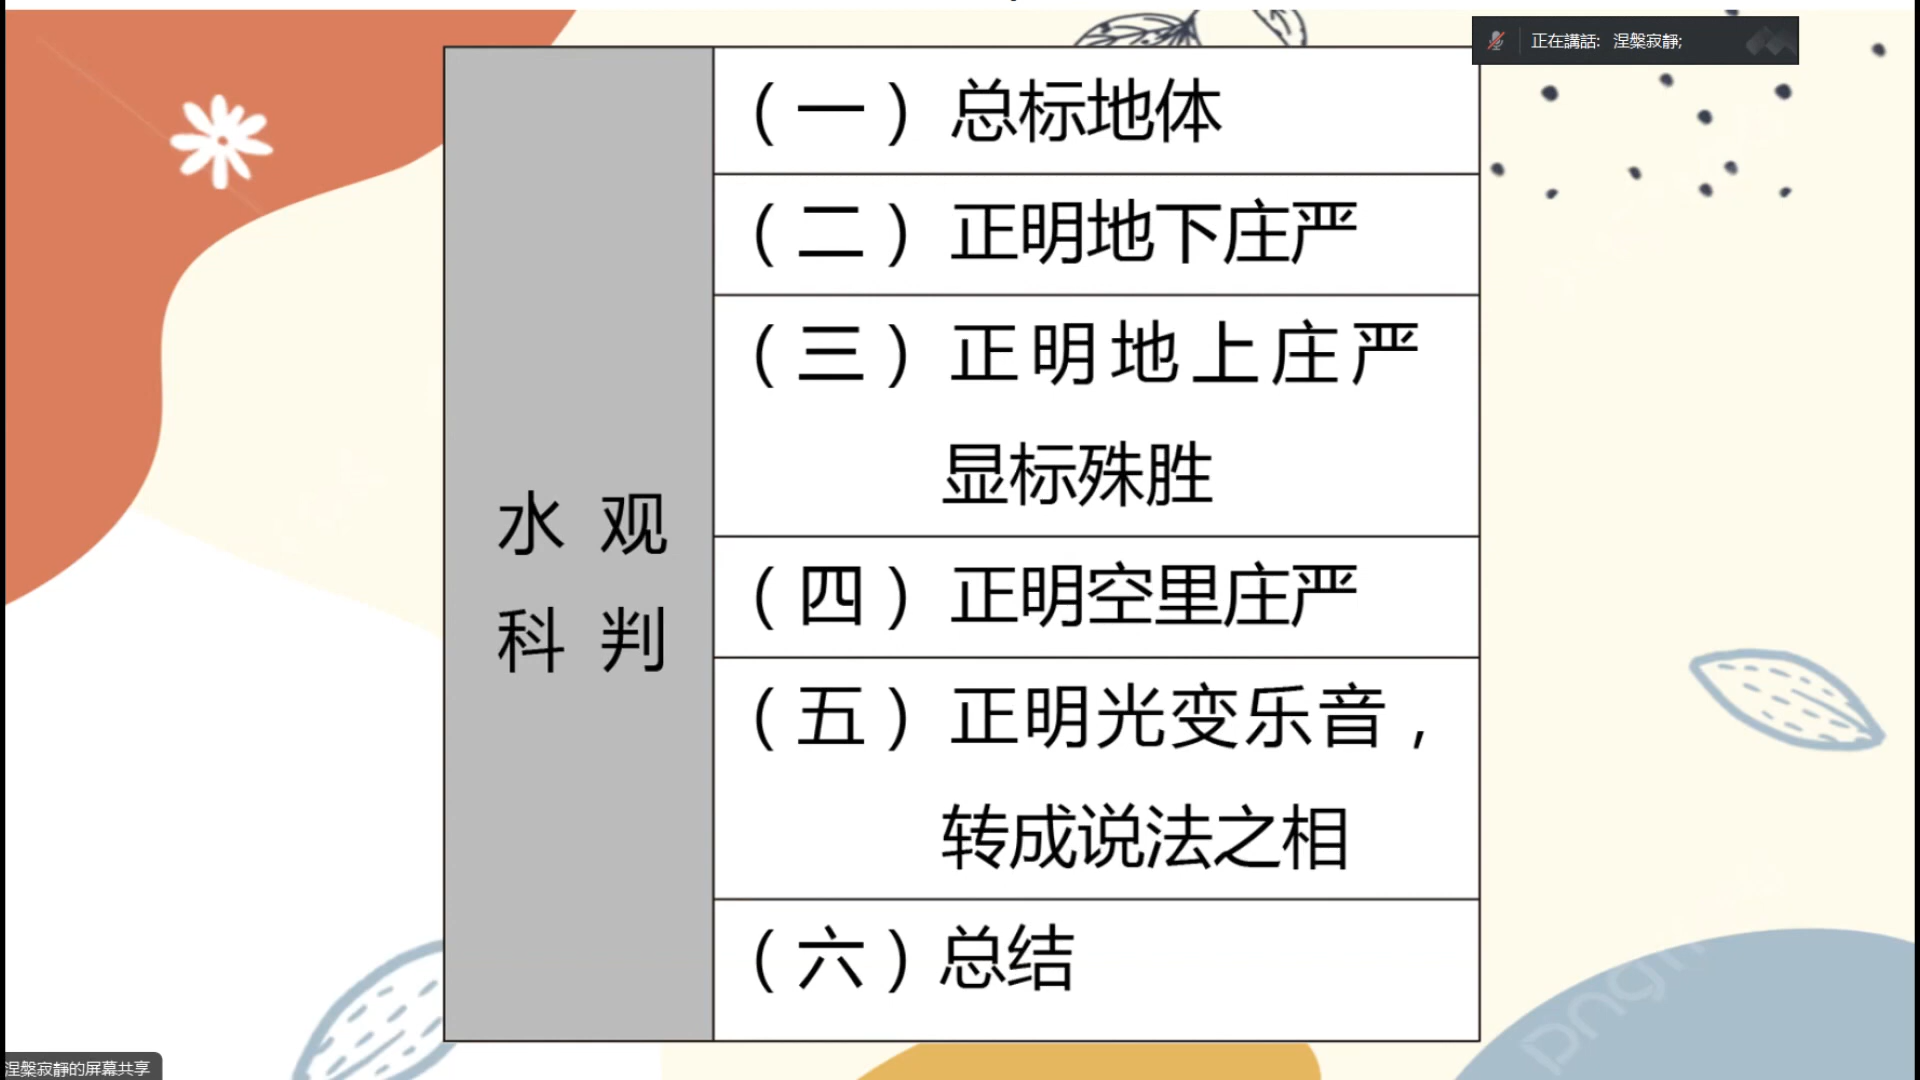 正在講話: 涅槃寂靜;
水 观
科 判
（一）总标地体
（二）正明地下庄严
（三）正明地上庄严
显标殊胜
（四）正明空里庄严
（五）正明光变乐音，
转成说法之相
（六）总结
涅槃寂靜的屏幕共享